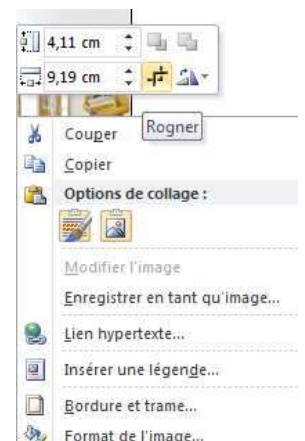 4,11 cm
9,19 cm
Rogner
Couper
Copier
Options de collage :
Modifier l'image
Enregistrer en tant qu'image...
Lien hypertexte...
Insérer une légende...
Bordure et trame...
Format de l'image...